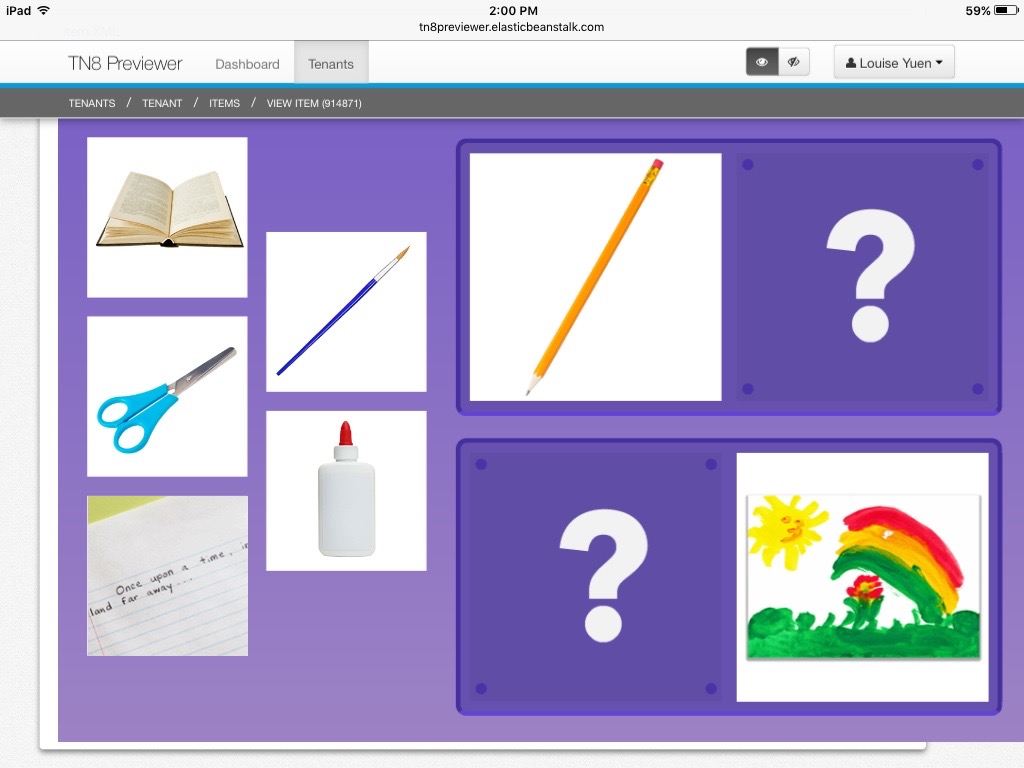 iPad 2:00 PM 59%
tn8previewer.elasticbeanstalk.com
TN8 Previewer Dashboard Tenants Louise Yuen
TENANTS / TENANT / ITEMS / VIEW ITEM (914871)
?
Once upon a time, in
land far away...
?